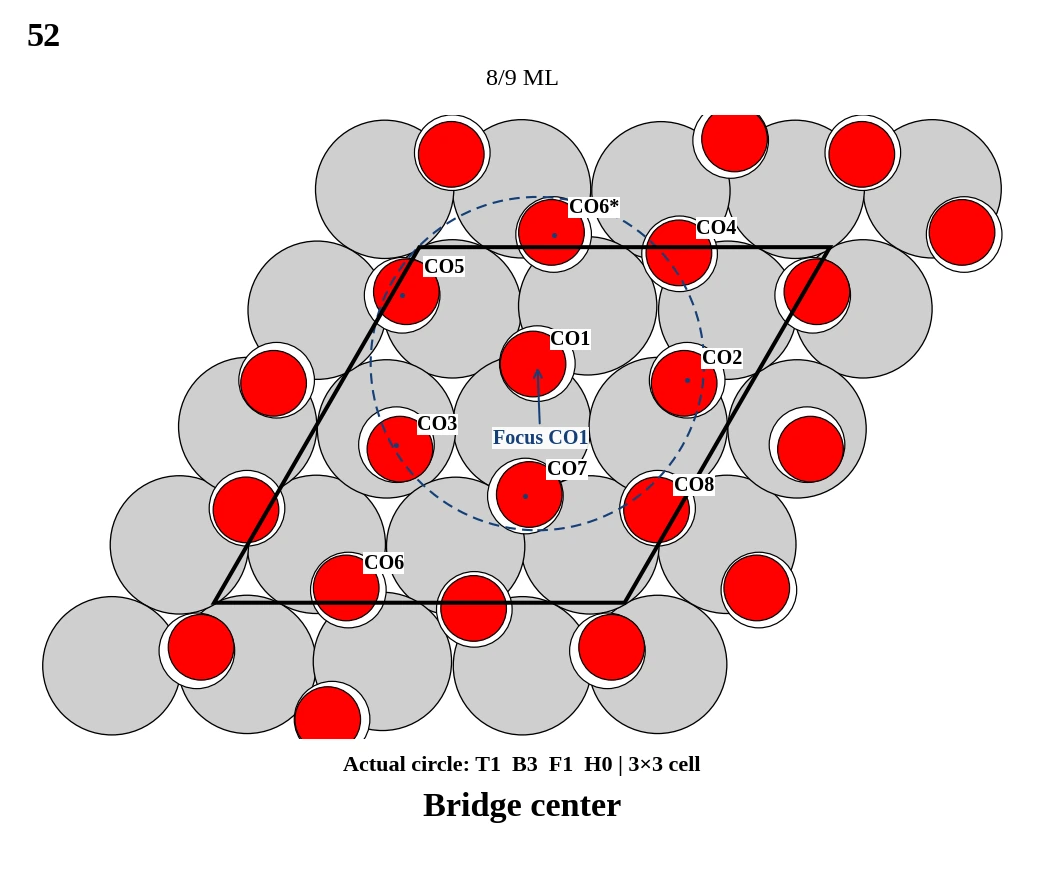 52
8/9 ML
CO6*
CO4
CO5
CO1
CO2
CO3
Focus CO1
CO7
CO8
CO6
Actual circle: T1 B3 F1 H0 | 3×3 cell
Bridge center